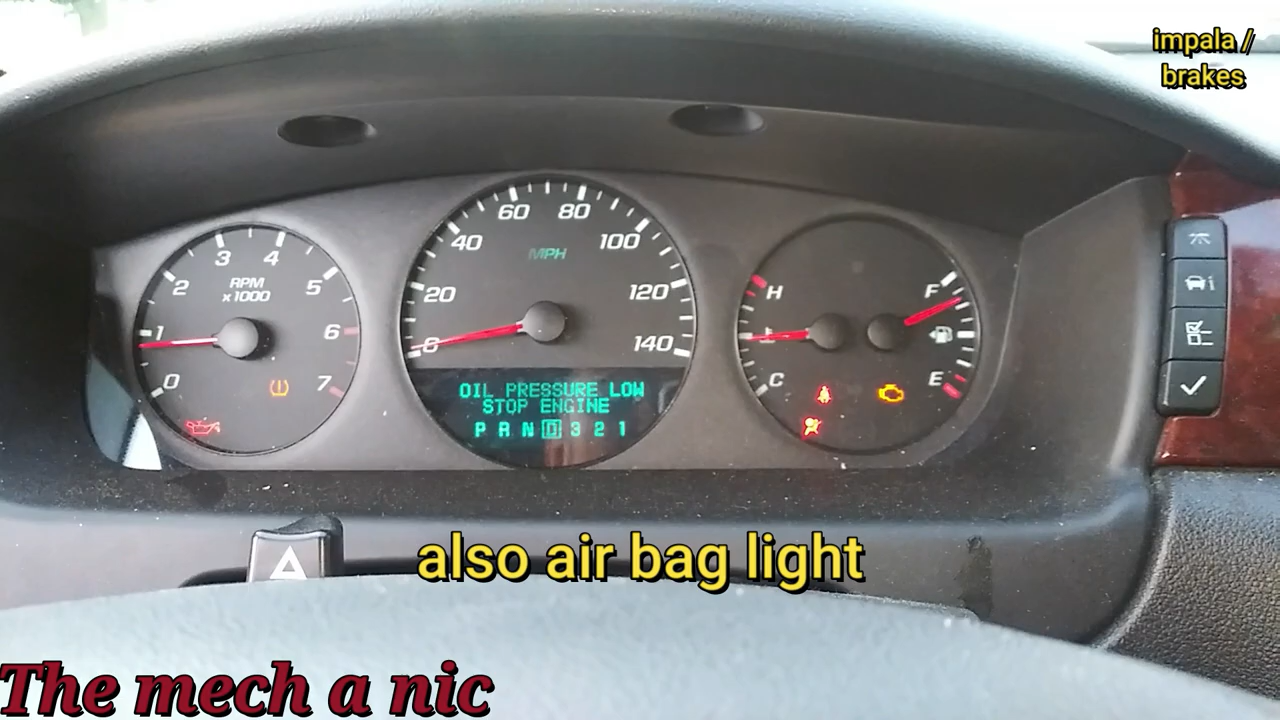 impala /
brakes
60 80
40 100
MPH
20 120
0 140
3 4
2 5
RPM
x1000
1 6
0 7
H F
C E
OIL PRESSURE LOW
STOP ENGINE
P R N D 3 2 1
also air bag light
The mech a nic